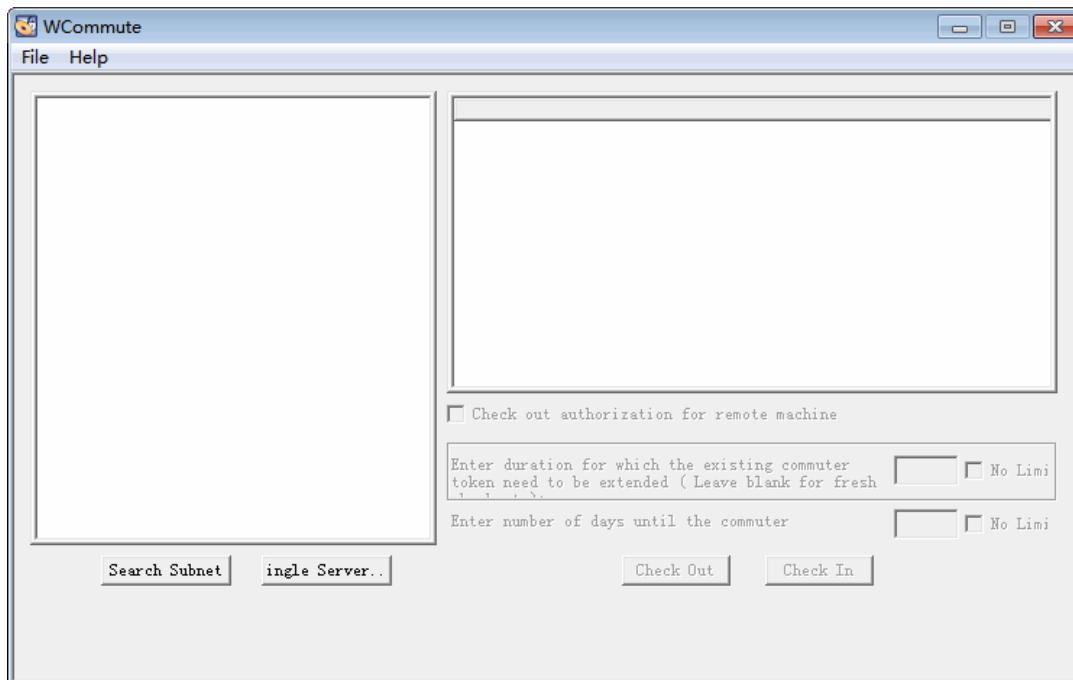 WCommute
File Help
Check out authorization for remote machine
Enter duration for which the existing commuter
token need to be extended ( Leave blank for fresh
No Limi
Enter number of days until the commuter
No Limi
Search Subnet
ingle Server..
Check Out
Check In